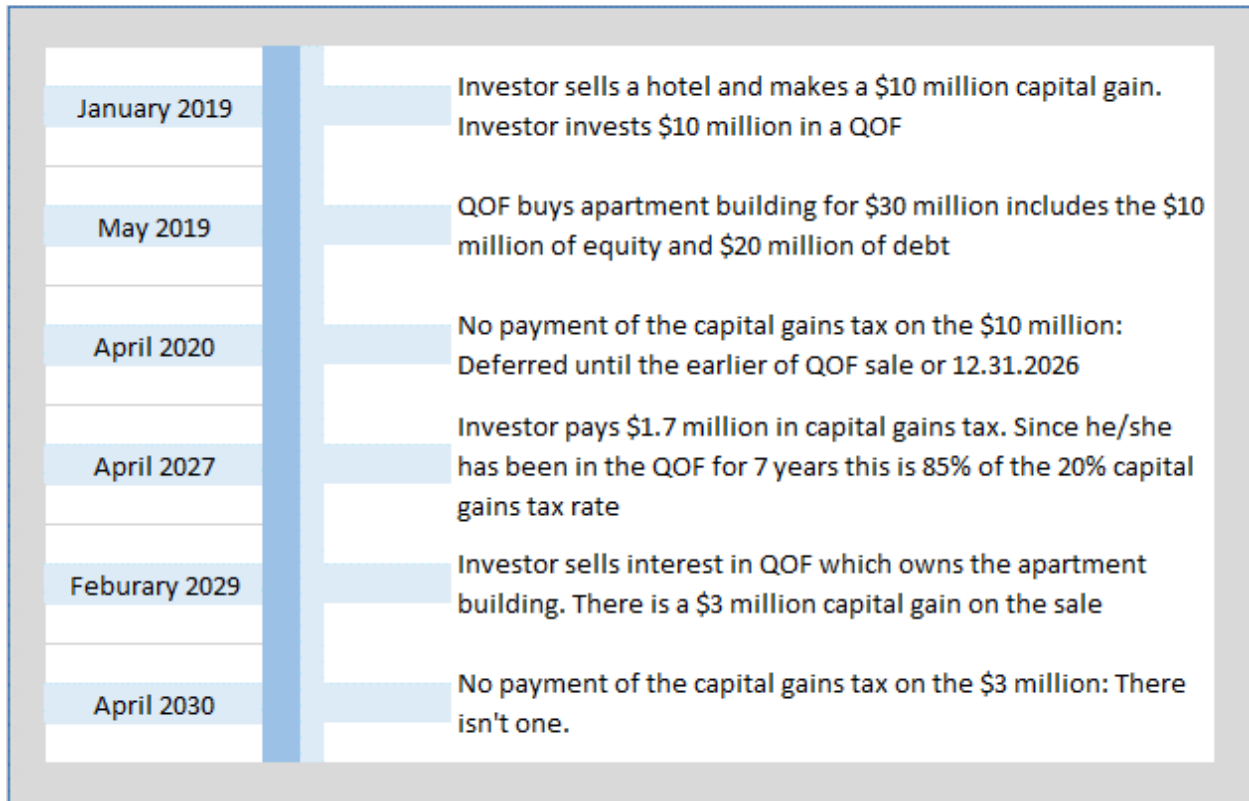 January 2019
Investor sells a hotel and makes a $10 million capital gain.
Investor invests $10 million in a QOF
May 2019
QOF buys apartment building for $30 million includes the $10
million of equity and $20 million of debt
April 2020
No payment of the capital gains tax on the $10 million:
Deferred until the earlier of QOF sale or 12.31.2026
April 2027
Investor pays $1.7 million in capital gains tax. Since he/she
has been in the QOF for 7 years this is 85% of the 20% capital
gains tax rate
Feburary 2029
Investor sells interest in QOF which owns the apartment
building. There is a $3 million capital gain on the sale
April 2030
No payment of the capital gains tax on the $3 million: There
isn't one.